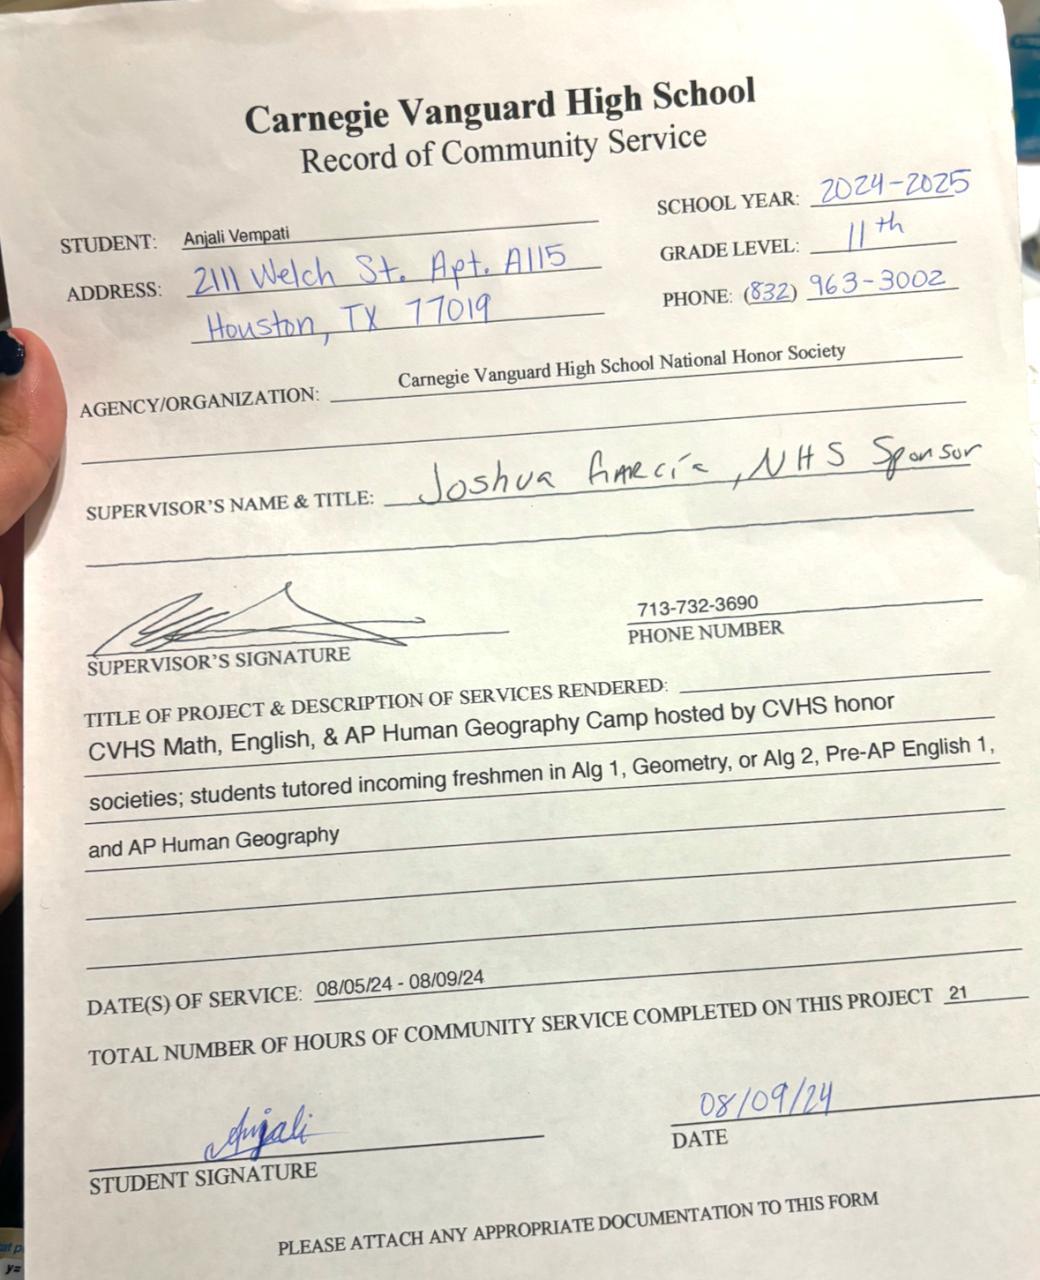 Carnegie Vanguard High School
Record of Community Service
SCHOOL YEAR: 2024-2025
STUDENT: Anjali Vempati
GRADE LEVEL: 11th
ADDRESS: 2111 Welch St. Apt. A115
PHONE: (832) 963-3002
Houston, TX 77019
AGENCY/ORGANIZATION: Carnegie Vanguard High School National Honor Society
SUPERVISOR'S NAME & TITLE: Joshua García, NHS Sponsor
713-732-3690
SUPERVISOR'S SIGNATURE
PHONE NUMBER
TITLE OF PROJECT & DESCRIPTION OF SERVICES RENDERED:
CVHS Math, English, & AP Human Geography Camp hosted by CVHS honor
societies; students tutored incoming freshmen in Alg 1, Geometry, or Alg 2, Pre-AP English 1,
and AP Human Geography
DATE(S) OF SERVICE: 08/05/24 - 08/09/24
TOTAL NUMBER OF HOURS OF COMMUNITY SERVICE COMPLETED ON THIS PROJECT 21
Anjali
08/09/24
STUDENT SIGNATURE
DATE
PLEASE ATTACH ANY APPROPRIATE DOCUMENTATION TO THIS FORM
y=